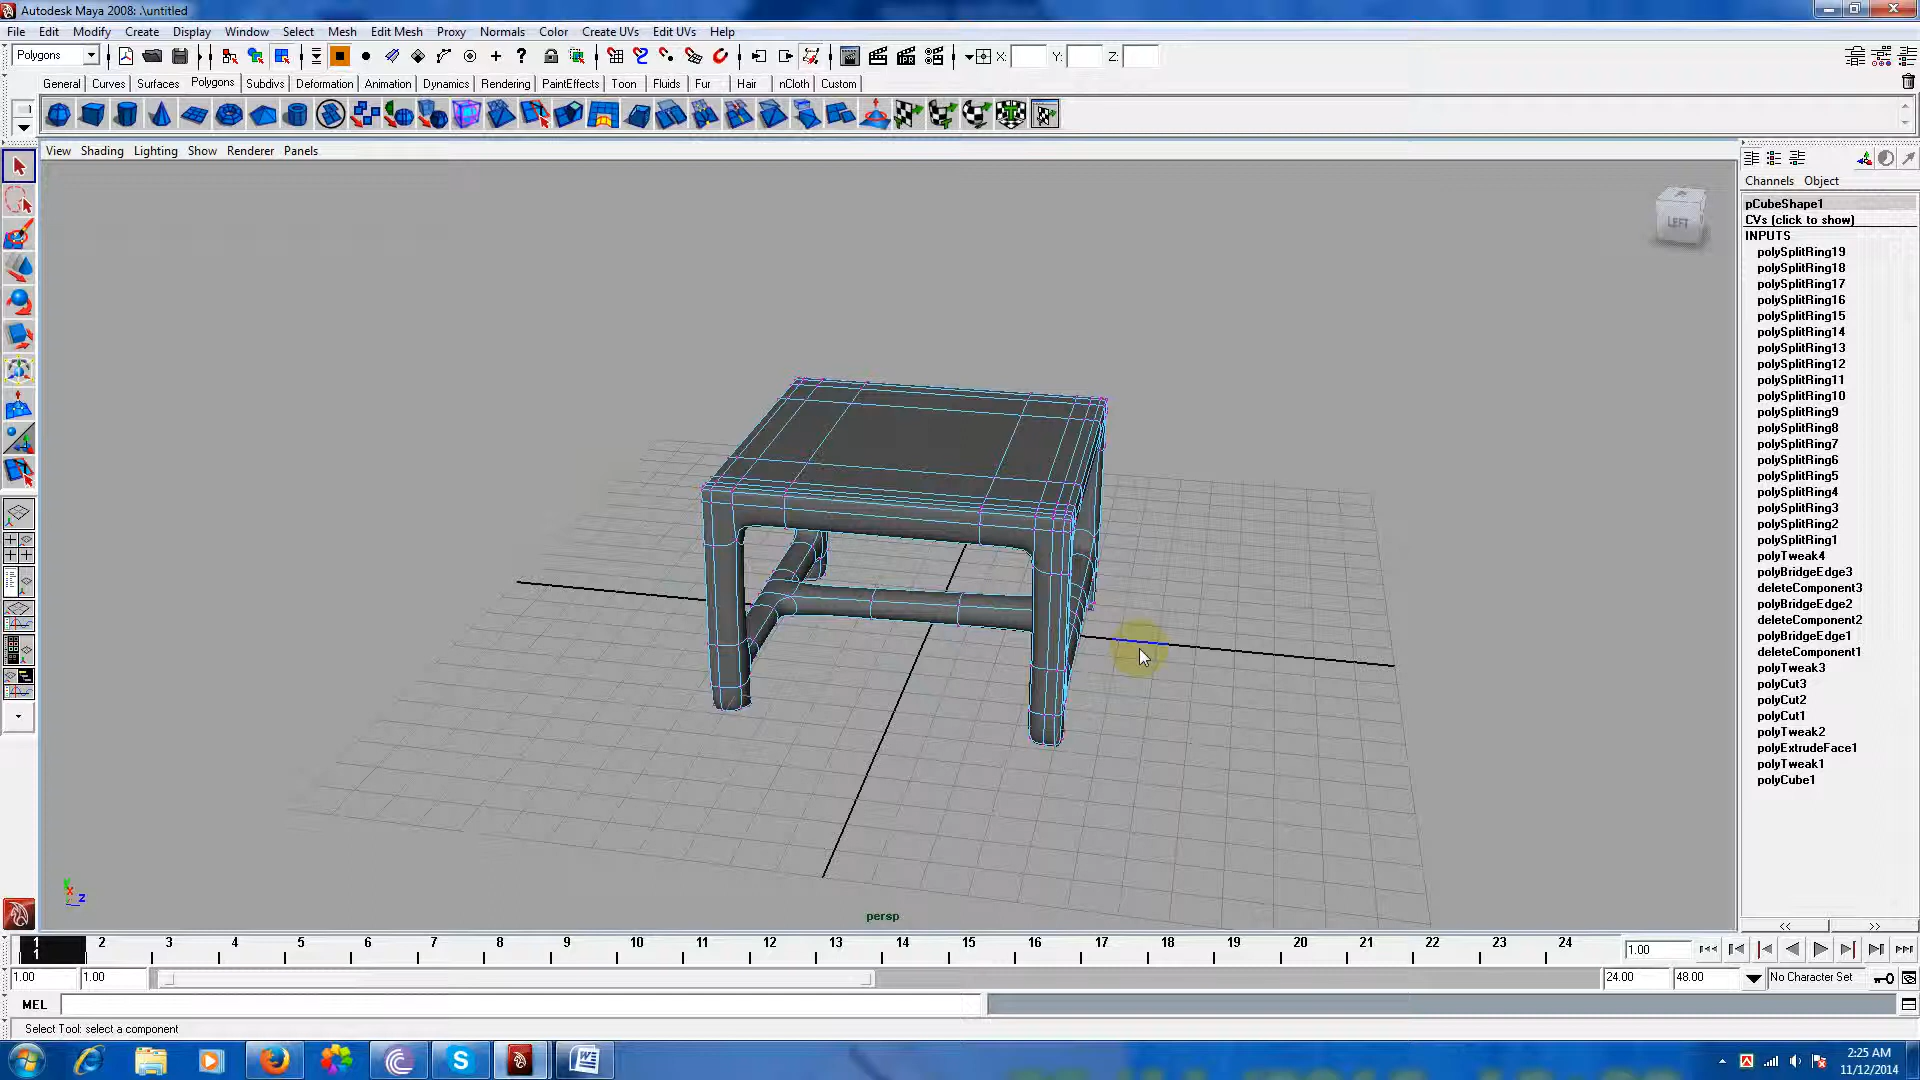 Autodesk Maya 2008: .\untitled
File Edit Modify Create Display Window Select Mesh Edit Mesh Proxy Normals Color Create UVs Edit UVs Help
Polygons X: Y: Z:
General Curves Surfaces Polygons Subdivs Deformation Animation Dynamics Rendering PaintEffects Toon Fluids Fur Hair nCloth Custom
View Shading Lighting Show Renderer Panels
Channels Object
pCubeShape1
CVs (click to show)
INPUTS
polySplitRing19
polySplitRing18
polySplitRing17
polySplitRing16
polySplitRing15
polySplitRing14
polySplitRing13
polySplitRing12
polySplitRing11
polySplitRing10
polySplitRing9
polySplitRing8
polySplitRing7
polySplitRing6
polySplitRing5
polySplitRing4
polySplitRing3
polySplitRing2
polySplitRing1
polyTweak4
polyBridgeEdge3
deleteComponent3
polyBridgeEdge2
deleteComponent2
polyBridgeEdge1
deleteComponent1
polyTweak3
polyCut3
polyCut2
polyCut1
polyTweak2
polyExtrudeFace1
polyTweak1
polyCube1
LEFT
y
x
z
persp
<< >>
1 2 3 4 5 6 7 8 9 10 11 12 13 14 15 16 17 18 19 20 21 22 23 24
1
1.00
1.00 1.00 24.00 48.00 No Character Set
MEL
Select Tool: select a component
2:25 AM
11/12/2014